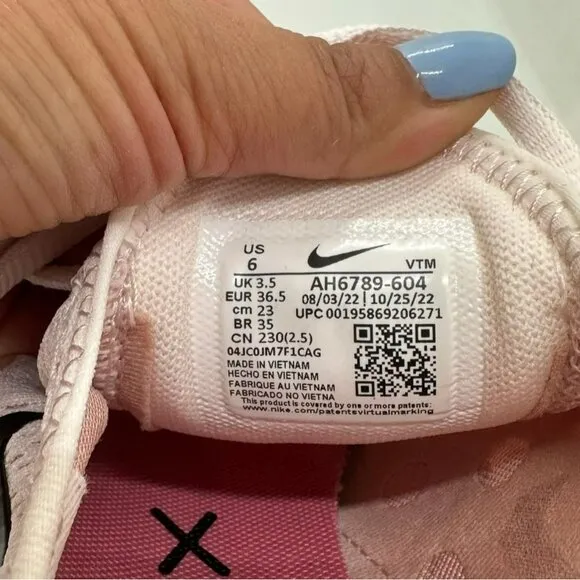 US
6
VTM
UK 3.5
AH6789-604
EUR 36.5
08/03/22 | 10/25/22
cm 23
UPC 00195869206271
BR 35
CN 230(2.5)
04JC0JM7F1CAG
MADE IN VIETNAM
HECHO EN VIETNAM
FABRIQUE AU VIETNAM
FABRICADO NO VIETNA
This product is covered by one or more patents:
www.nike.com/patentsvirtualmarking
X